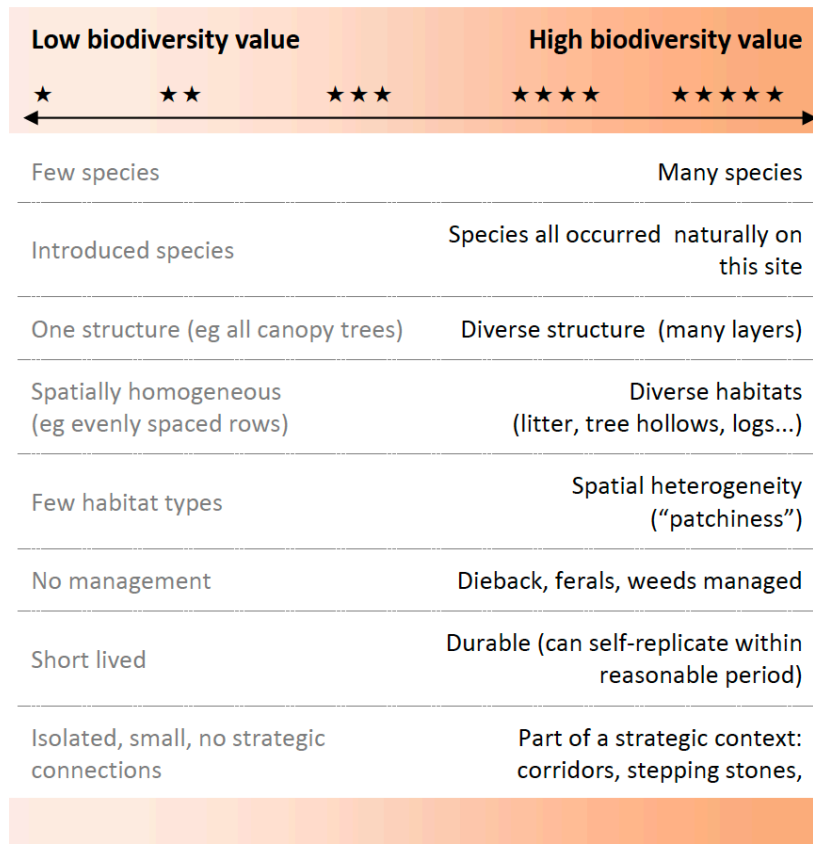 Low biodiversity value High biodiversity value
★ ★★ ★★★ ★★★★ ★★★★★
Few species Many species
Introduced species
Species all occurred  naturally on
this site
One structure (eg all canopy trees) Diverse structure  (many layers)
Spatially homogeneous
(eg evenly spaced rows)
Diverse habitats
(litter, tree hollows, logs...)
Few habitat types
Spatial heterogeneity
(“patchiness”)
No management Dieback, ferals, weeds managed
Short lived
Durable (can self-replicate within
reasonable period)
Isolated, small, no strategic
connections
Part of a strategic context:
corridors, stepping stones,